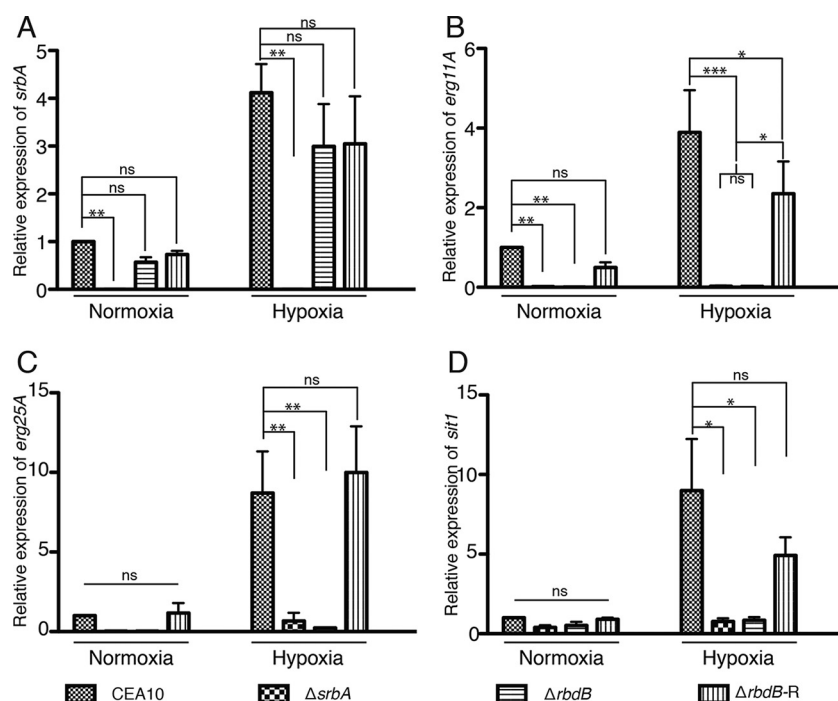 A
Relative expression of srbA
5
4
3
2
1
0
ns
ns
**
ns
ns
**
Normoxia
Hypoxia
B
Relative expression of erg11A
6
4
2
0
ns
**
**
*
***
*
ns
Normoxia
Hypoxia
C
Relative expression of erg25A
15
10
5
0
ns
ns
**
**
Normoxia
Hypoxia
D
Relative expression of sit1
15
10
5
0
ns
ns
*
*
Normoxia
Hypoxia
CEA10 ΔsrbA ΔrbdB ΔrbdB-R